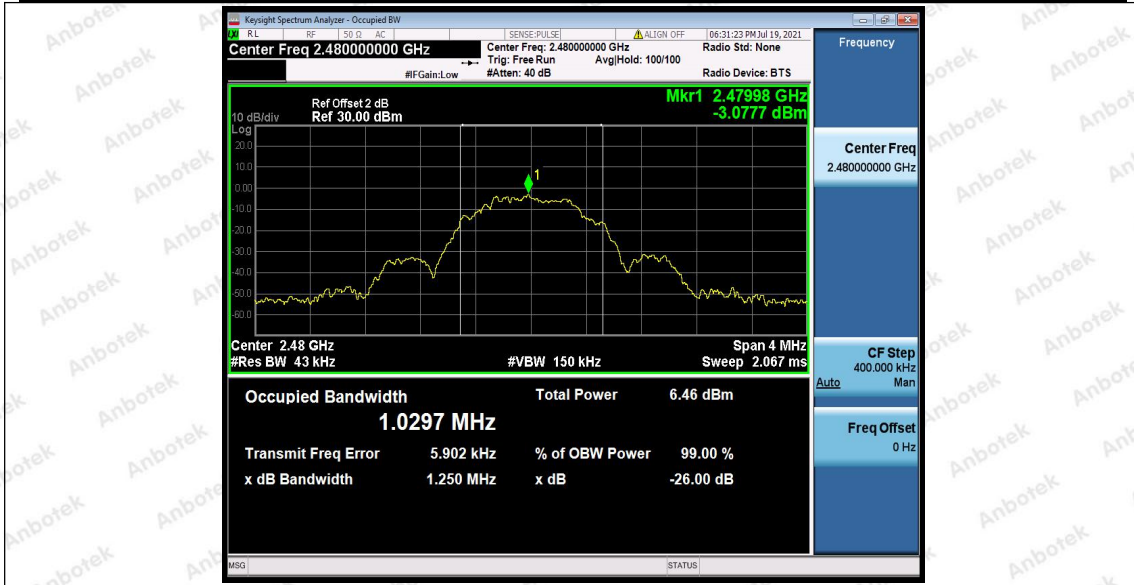 Keysight Spectrum Analyzer - Occupied BW
RL RF 50 Ω AC SENSE:PULSE ALIGN OFF 06:31:23 PM Jul 19, 2021
Center Freq 2.480000000 GHz
Center Freq: 2.480000000 GHz
Radio Std: None
Trig: Free Run Avg|Hold: 100/100
#IFGain:Low
#Atten: 40 dB
Radio Device: BTS
Frequency
Ref Offset 2 dB
10 dB/div Ref 30.00 dBm
Mkr1 2.47998 GHz
-3.0777 dBm
Log
20.0
10.0
0.00
-10.0
-20.0
-30.0
-40.0
-50.0
-60.0
1
Center 2.48 GHz
Span 4 MHz
#Res BW 43 kHz
#VBW 150 kHz
Sweep 2.067 ms
Center Freq
2.480000000 GHz
CF Step
400.000 kHz
Auto Man
Freq Offset
0 Hz
Occupied Bandwidth
1.0297 MHz
Total Power 6.46 dBm
Transmit Freq Error 5.902 kHz % of OBW Power 99.00 %
x dB Bandwidth 1.250 MHz x dB -26.00 dB
MSG
STATUS
Anbotek